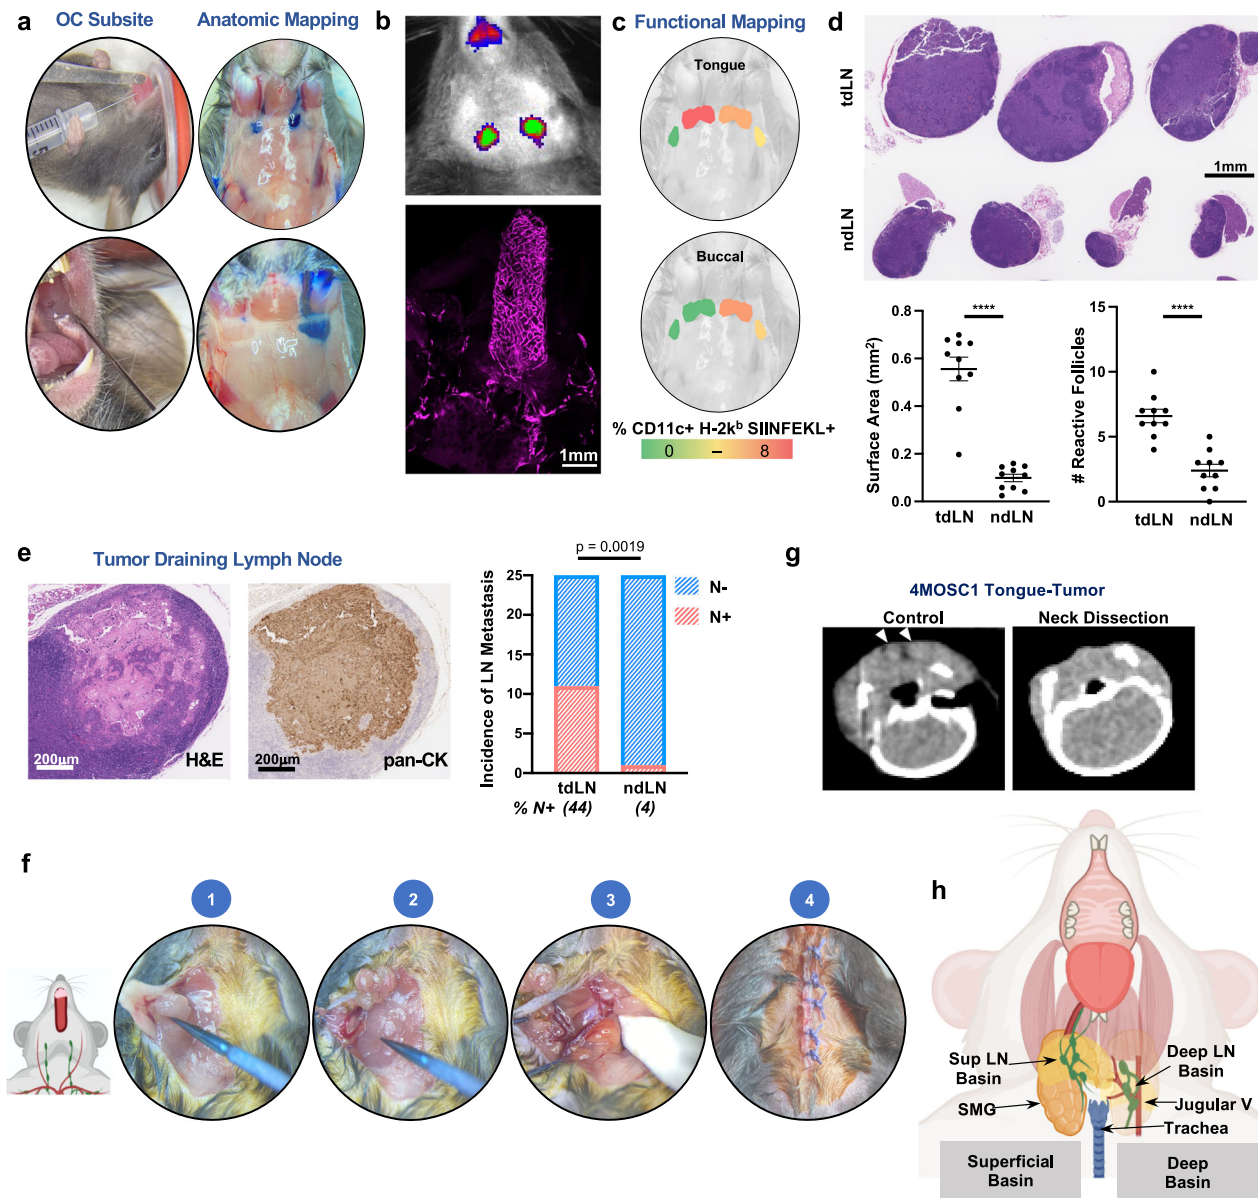 a
OC Subsite
Anatomic Mapping
b
1mm
c
Functional Mapping
Tongue
Buccal
% CD11c+ H-2kᵇ SIINFEKL+
0 – 8
d
tdLN
ndLN
1mm
Surface Area (mm²)
0.8
0.6
0.4
0.2
0.0
****
tdLN ndLN
# Reactive Follicles
15
10
5
0
****
tdLN ndLN
e
Tumor Draining Lymph Node
200µm
H&E
200µm
pan-CK
p = 0.0019
Incidence of LN Metastasis
25
20
15
10
5
0
tdLN ndLN
% N+ (44) (4)
N-
N+
f
1
2
3
4
g
4MOSC1 Tongue-Tumor
Control
Neck Dissection
h
Sup LN
Basin
SMG
Deep LN
Basin
Jugular V
Trachea
Superficial
Basin
Deep
Basin